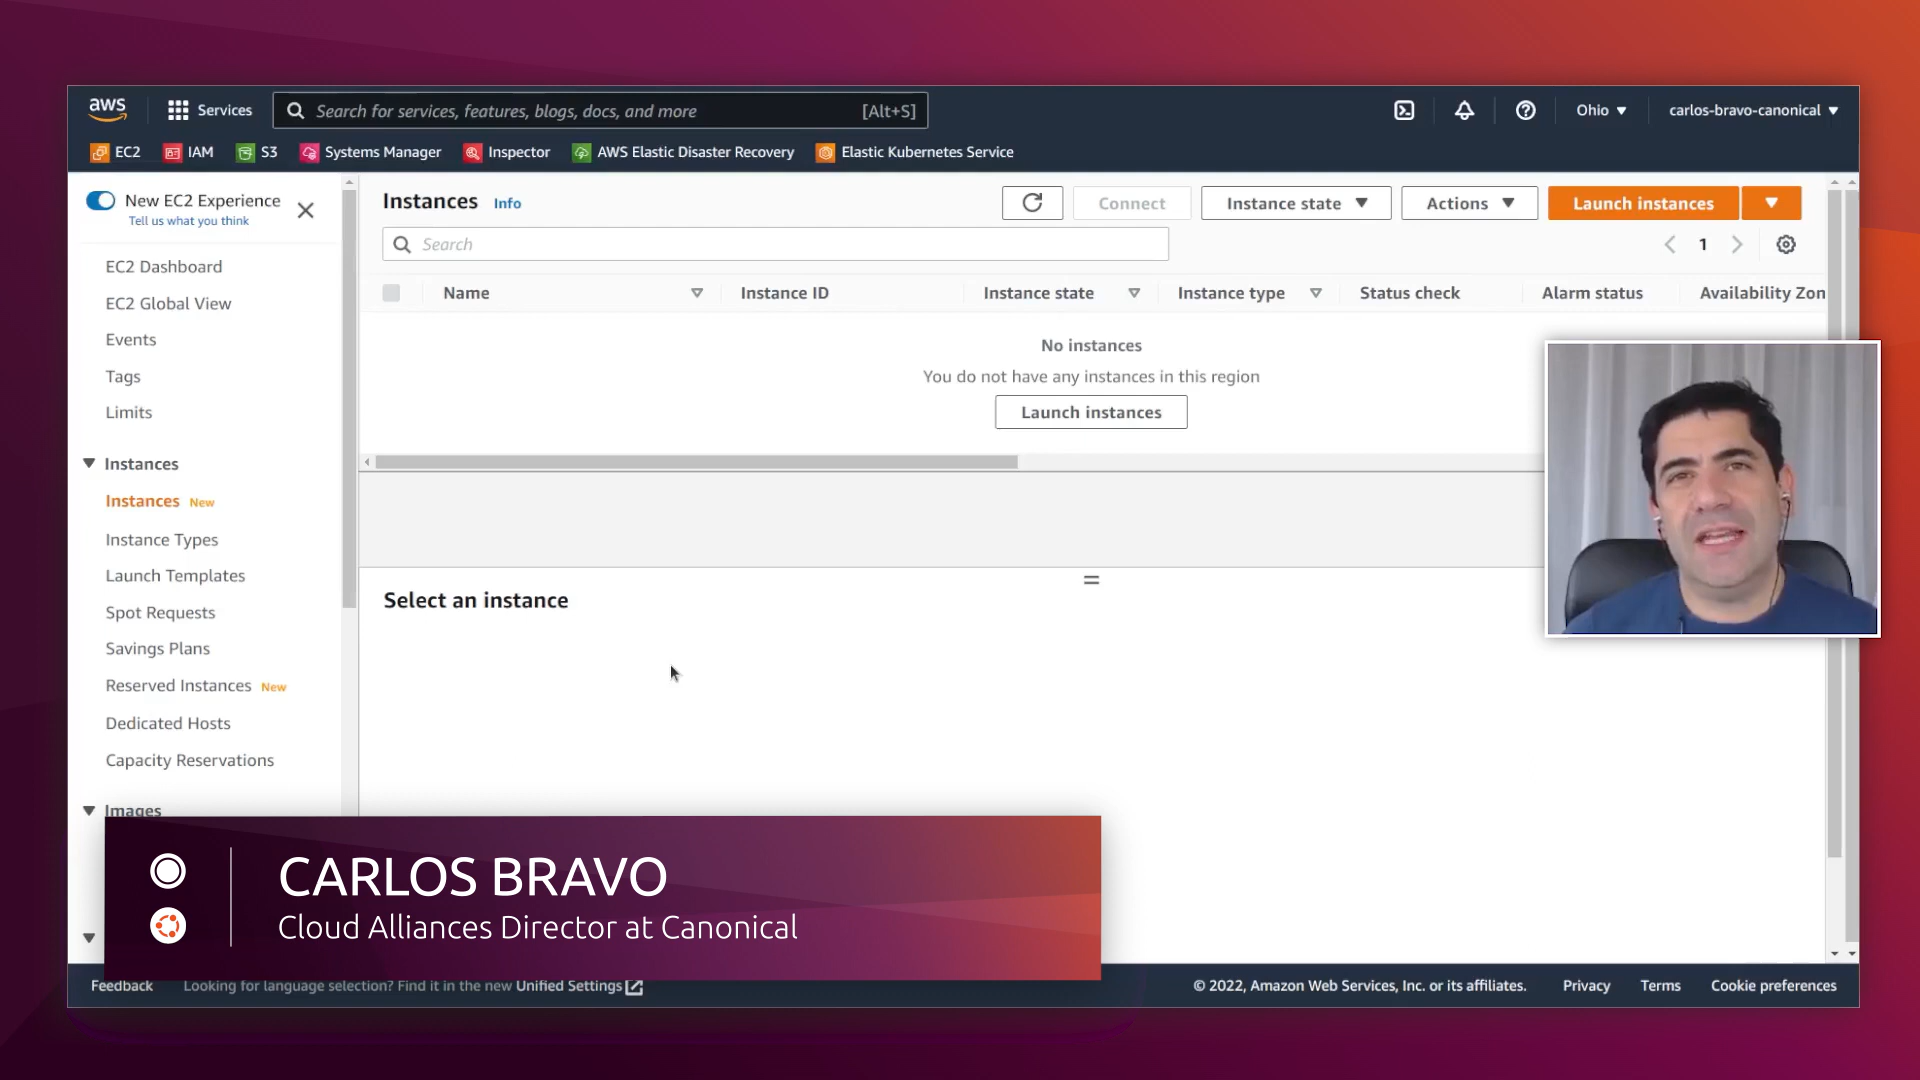 aws
Services
Search for services, features, blogs, docs, and more [Alt+S]
Ohio
carlos-bravo-canonical
EC2
IAM
S3
Systems Manager
Inspector
AWS Elastic Disaster Recovery
Elastic Kubernetes Service
New EC2 Experience
Tell us what you think
EC2 Dashboard
EC2 Global View
Events
Tags
Limits
Instances
Instances New
Instance Types
Launch Templates
Spot Requests
Savings Plans
Reserved Instances New
Dedicated Hosts
Capacity Reservations
Images
Instances Info
Connect
Instance state
Actions
Launch instances
Search
1
Name
Instance ID
Instance state
Instance type
Status check
Alarm status
Availability Zon
No instances
You do not have any instances in this region
Launch instances
Select an instance
CARLOS BRAVO
Cloud Alliances Director at Canonical
Feedback
Looking for language selection? Find it in the new Unified Settings
© 2022, Amazon Web Services, Inc. or its affiliates.
Privacy
Terms
Cookie preferences